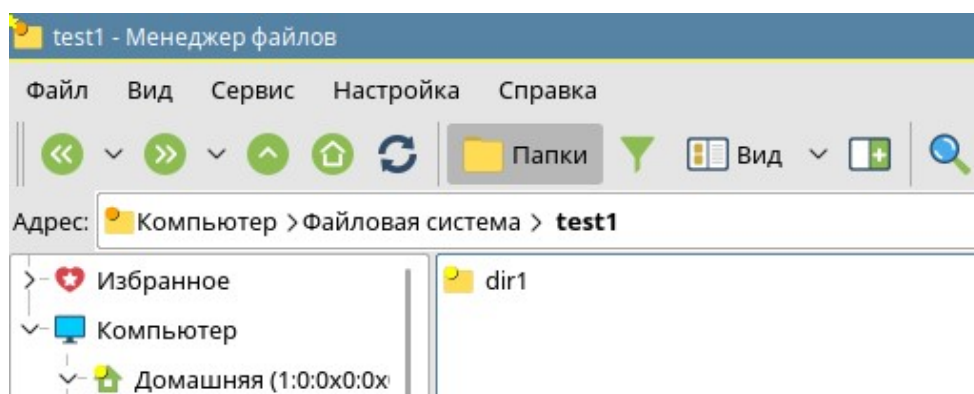 test1 - Менеджер файлов
Файл Вид Сервис Настройка Справка
Папки Вид
Адрес: Компьютер > Файловая система > test1
Избранное
dir1
Компьютер
Домашняя (1:0:0x0:0x